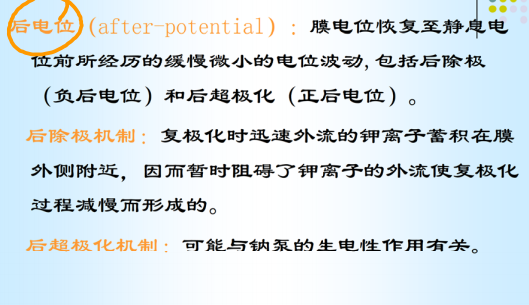 后电位(after-potential)：膜电位恢复至静息电
位前所经历的缓慢微小的电位波动,包括后除极
（负后电位）和后超极化（正后电位）。
后除极机制：复极化时迅速外流的钾离子蓄积在膜
外侧附近，因而暂时阻碍了钾离子的外流使复极化
过程减慢而形成的。
后超极化机制：可能与钠泵的生电性作用有关。